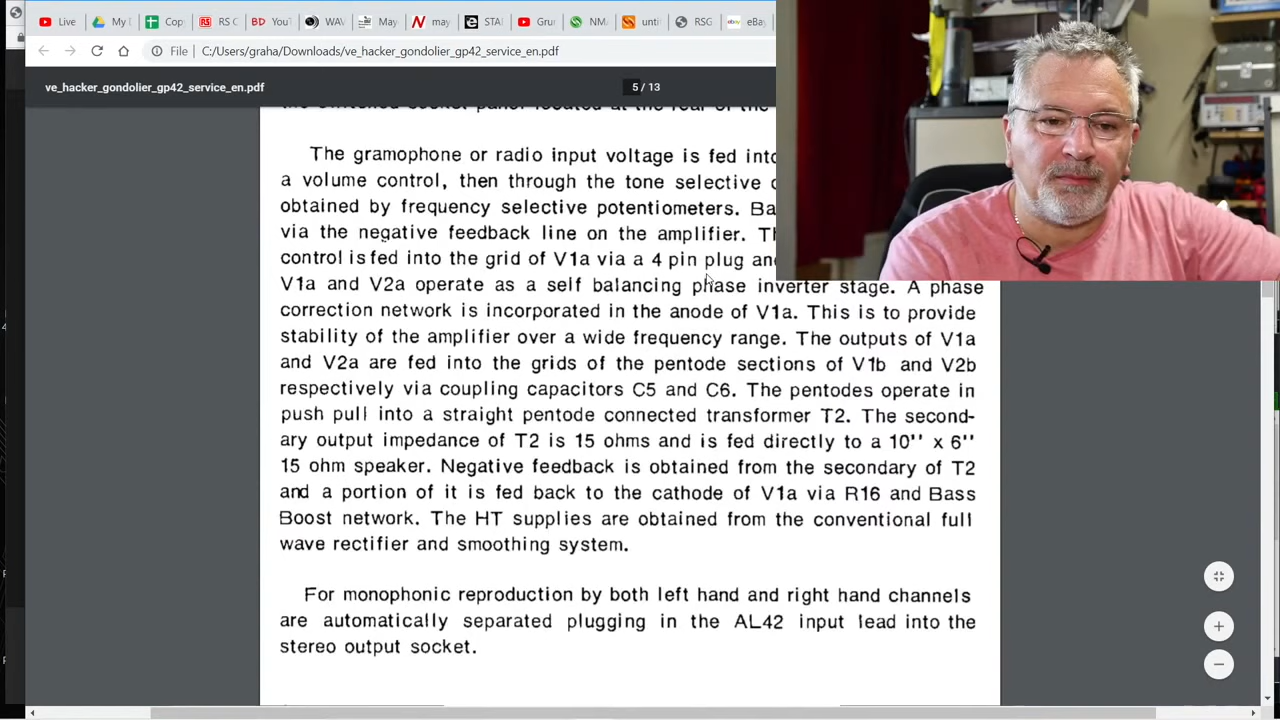 Live
My
Cop
RS C
YouT
WAV
May
may
STAI
Grun
NMA
unti
RSG
eBay
File C:/Users/graha/Downloads/ve_hacker_gondolier_gp42_service_en.pdf
ve_hacker_gondolier_gp42_service_en.pdf 5 / 13
The gramophone or radio input voltage is fed into
a volume control, then through the tone selective
obtained by frequency selective potentiometers. Ba
via the negative feedback line on the amplifier. Th
control is fed into the grid of V1a via a 4 pin plug and
V1a and V2a operate as a self balancing phase inverter stage. A phase
correction network is incorporated in the anode of V1a. This is to provide
stability of the amplifier over a wide frequency range. The outputs of V1a
and V2a are fed into the grids of the pentode sections of V1b and V2b
respectively via coupling capacitors C5 and C6. The pentodes operate in
push pull into a straight pentode connected transformer T2. The second-
ary output impedance of T2 is 15 ohms and is fed directly to a 10'' x 6''
15 ohm speaker. Negative feedback is obtained from the secondary of T2
and a portion of it is fed back to the cathode of V1a via R16 and Bass
Boost network. The HT supplies are obtained from the conventional full
wave rectifier and smoothing system.
For monophonic reproduction by both left hand and right hand channels
are automatically separated plugging in the AL42 input lead into the
stereo output socket.